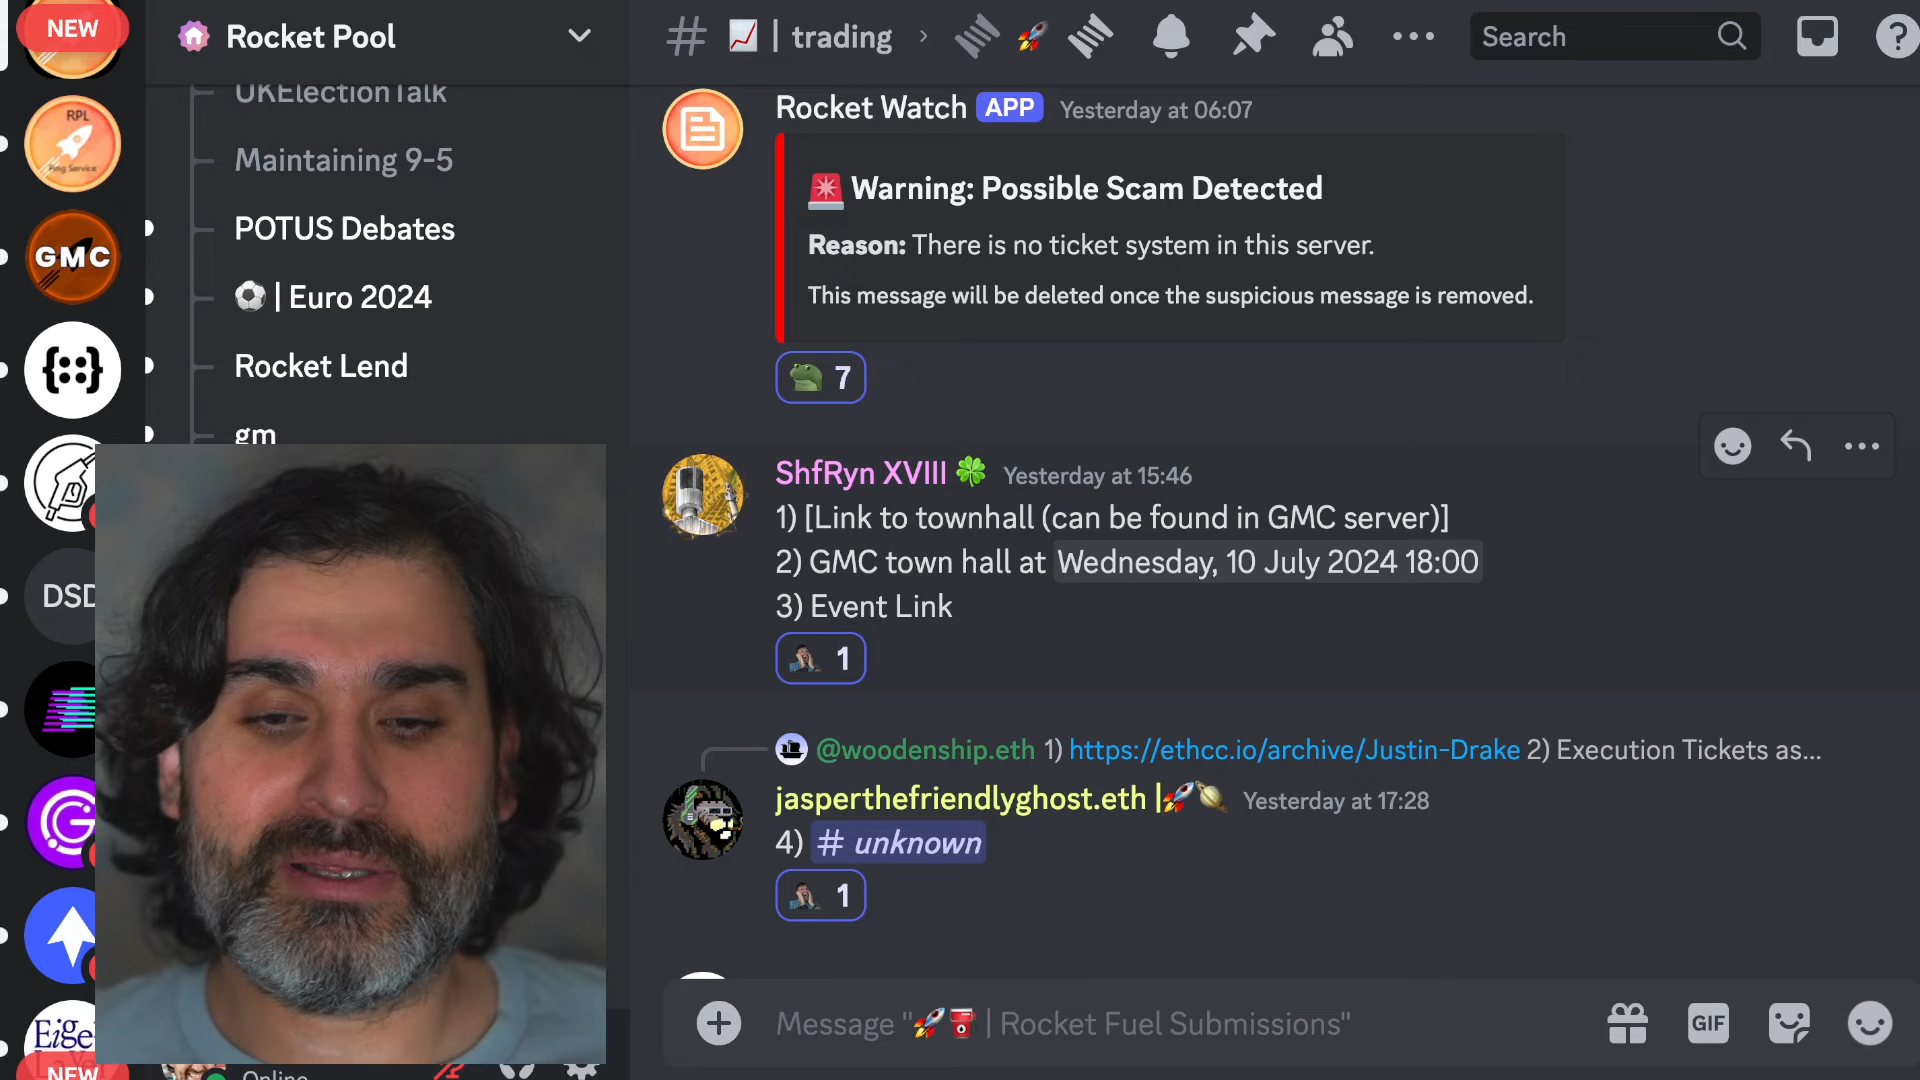 NEW
Rocket Pool
# | trading
Search
?
UKElectionTalk
Maintaining 9-5
POTUS Debates
| Euro 2024
Rocket Lend
gm
RPL
Ping Service
GMC
DSD
Rocket Watch APP Yesterday at 06:07
Warning: Possible Scam Detected
Reason: There is no ticket system in this server.
This message will be deleted once the suspicious message is removed.
7
ShfRyn XVIII 🍀 Yesterday at 15:46
1) [Link to townhall (can be found in GMC server)]
2) GMC town hall at Wednesday, 10 July 2024 18:00
3) Event Link
1
@woodenship.eth 1) https://ethcc.io/archive/Justin-Drake 2) Execution Tickets as...
jasperthefriendlyghost.eth |🚀🪐 Yesterday at 17:28
4) # unknown
1
Message "🚀⛽ | Rocket Fuel Submissions"
GIF
NEW
Online